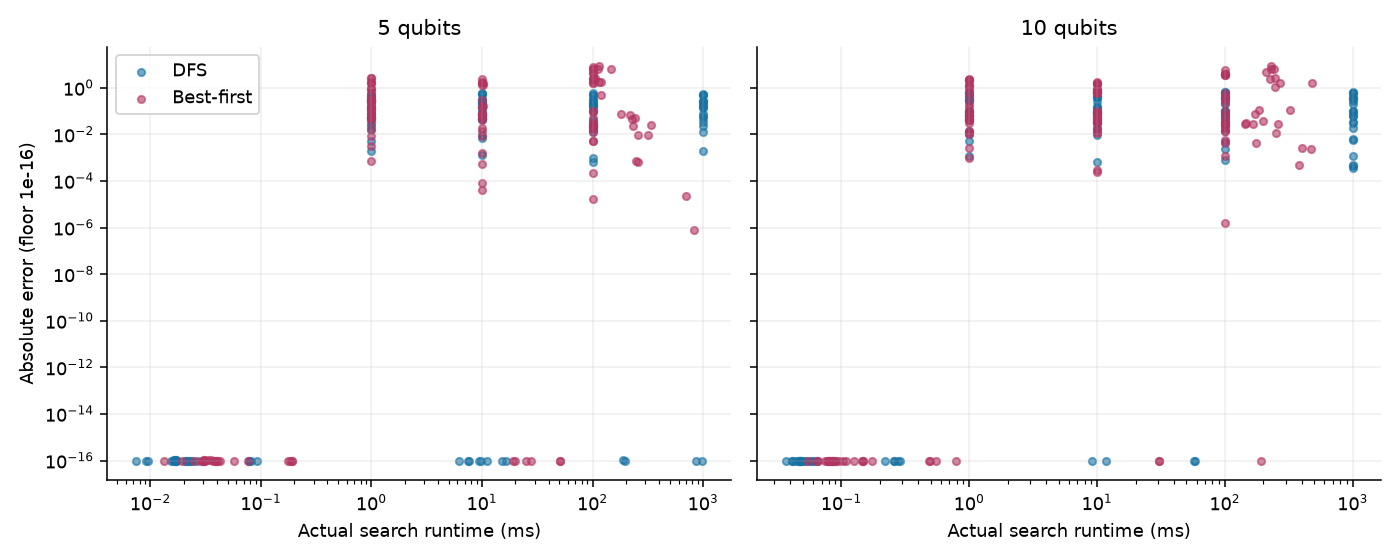 5 qubits
10 qubits
DFS
Best-first
Absolute error (floor 1e-16)
10^0
10^-2
10^-4
10^-6
10^-8
10^-10
10^-12
10^-14
10^-16
10^-2 10^-1 10^0 10^1 10^2 10^3
10^-1 10^0 10^1 10^2 10^3
Actual search runtime (ms)
Actual search runtime (ms)